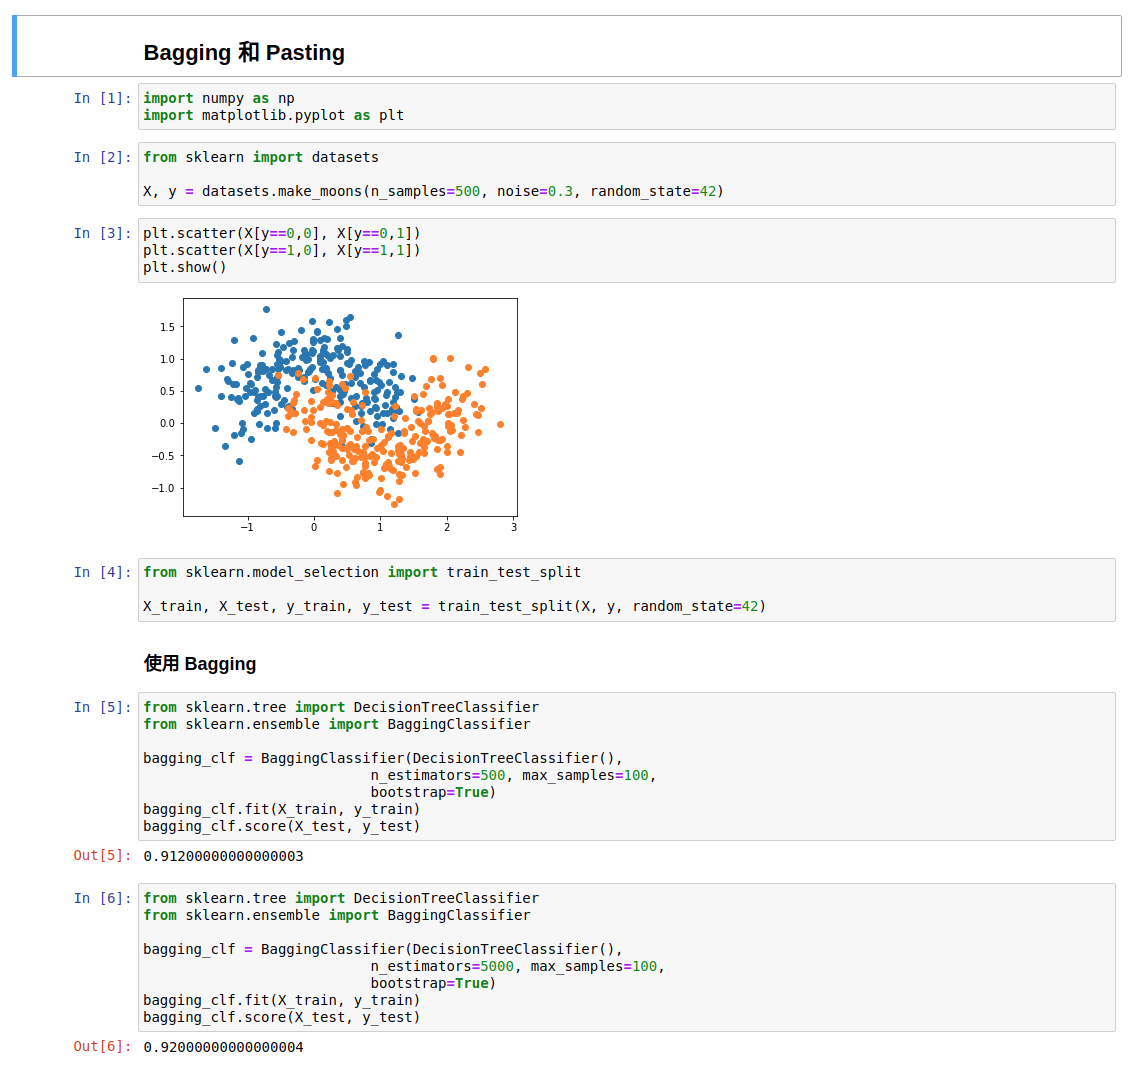 Bagging 和 Pasting
In [1]: import numpy as np
import matplotlib.pyplot as plt
In [2]: from sklearn import datasets
X, y = datasets.make_moons(n_samples=500, noise=0.3, random_state=42)
In [3]: plt.scatter(X[y==0,0], X[y==0,1])
plt.scatter(X[y==1,0], X[y==1,1])
plt.show()
1.5
1.0
0.5
0.0
−0.5
−1.0
−1 0 1 2 3
In [4]: from sklearn.model_selection import train_test_split
X_train, X_test, y_train, y_test = train_test_split(X, y, random_state=42)
使用 Bagging
In [5]: from sklearn.tree import DecisionTreeClassifier
from sklearn.ensemble import BaggingClassifier
bagging_clf = BaggingClassifier(DecisionTreeClassifier(),
n_estimators=500, max_samples=100,
bootstrap=True)
bagging_clf.fit(X_train, y_train)
bagging_clf.score(X_test, y_test)
Out[5]: 0.91200000000000003
In [6]: from sklearn.tree import DecisionTreeClassifier
from sklearn.ensemble import BaggingClassifier
bagging_clf = BaggingClassifier(DecisionTreeClassifier(),
n_estimators=5000, max_samples=100,
bootstrap=True)
bagging_clf.fit(X_train, y_train)
bagging_clf.score(X_test, y_test)
Out[6]: 0.92000000000000004